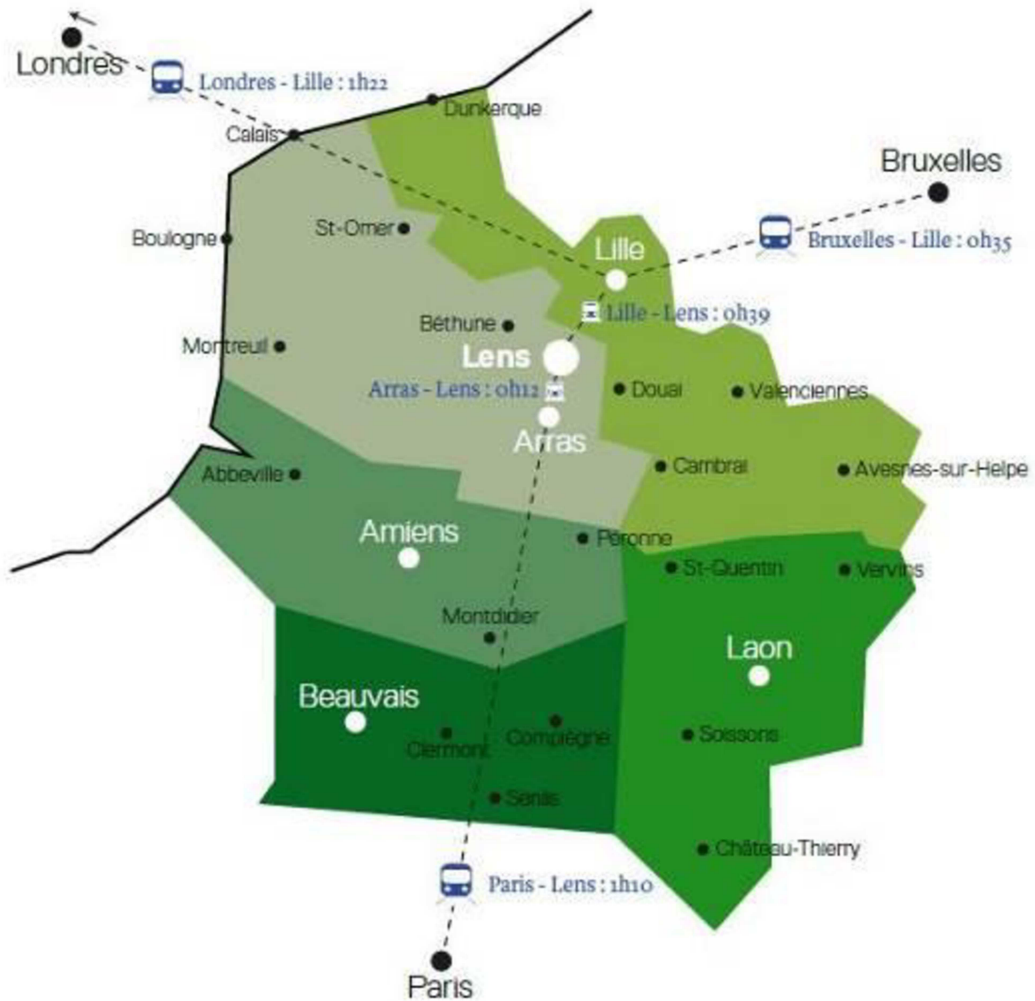 Londres
Londres - Lille : 1h22
Dunkerque
Calais
Bruxelles
Boulogne
St-Omer
Lille
Bruxelles - Lille : 0h35
Lille - Lens : 0h39
Béthune
Montreuil
Lens
Arras - Lens : 0h12
Douai
Valenciennes
Arras
Cambrai
Avesnes-sur-Helpe
Abbeville
Amiens
Péronne
St-Quentin
Vervins
Montdidier
Laon
Beauvais
Clermont
Compiègne
Soissons
Senlis
Château-Thierry
Paris - Lens : 1h10
Paris